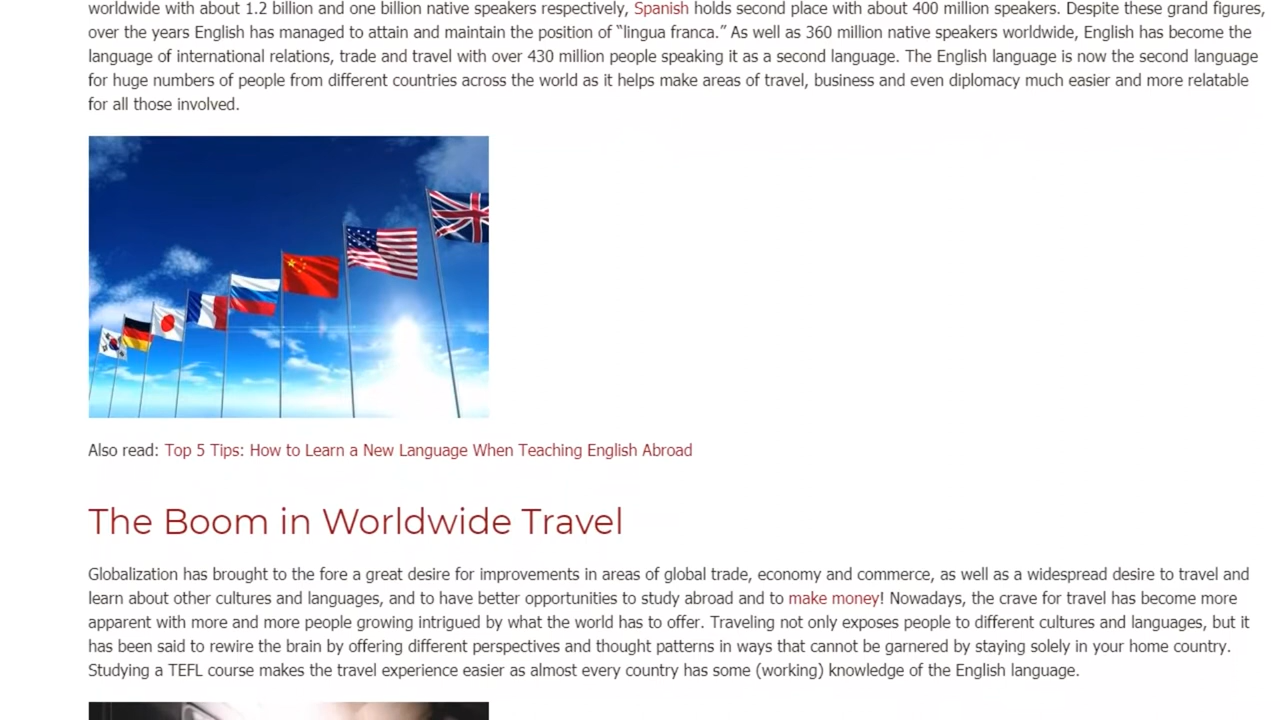 worldwide with about 1.2 billion and one billion native speakers respectively, Spanish holds second place with about 400 million speakers. Despite these grand figures,
over the years English has managed to attain and maintain the position of “lingua franca.” As well as 360 million native speakers worldwide, English has become the
language of international relations, trade and travel with over 430 million people speaking it as a second language. The English language is now the second language
for huge numbers of people from different countries across the world as it helps make areas of travel, business and even diplomacy much easier and more relatable
for all those involved.
Also read: Top 5 Tips: How to Learn a New Language When Teaching English Abroad
The Boom in Worldwide Travel
Globalization has brought to the fore a great desire for improvements in areas of global trade, economy and commerce, as well as a widespread desire to travel and
learn about other cultures and languages, and to have better opportunities to study abroad and to make money! Nowadays, the crave for travel has become more
apparent with more and more people growing intrigued by what the world has to offer. Traveling not only exposes people to different cultures and languages, but it
has been said to rewire the brain by offering different perspectives and thought patterns in ways that cannot be garnered by staying solely in your home country.
Studying a TEFL course makes the travel experience easier as almost every country has some (working) knowledge of the English language.